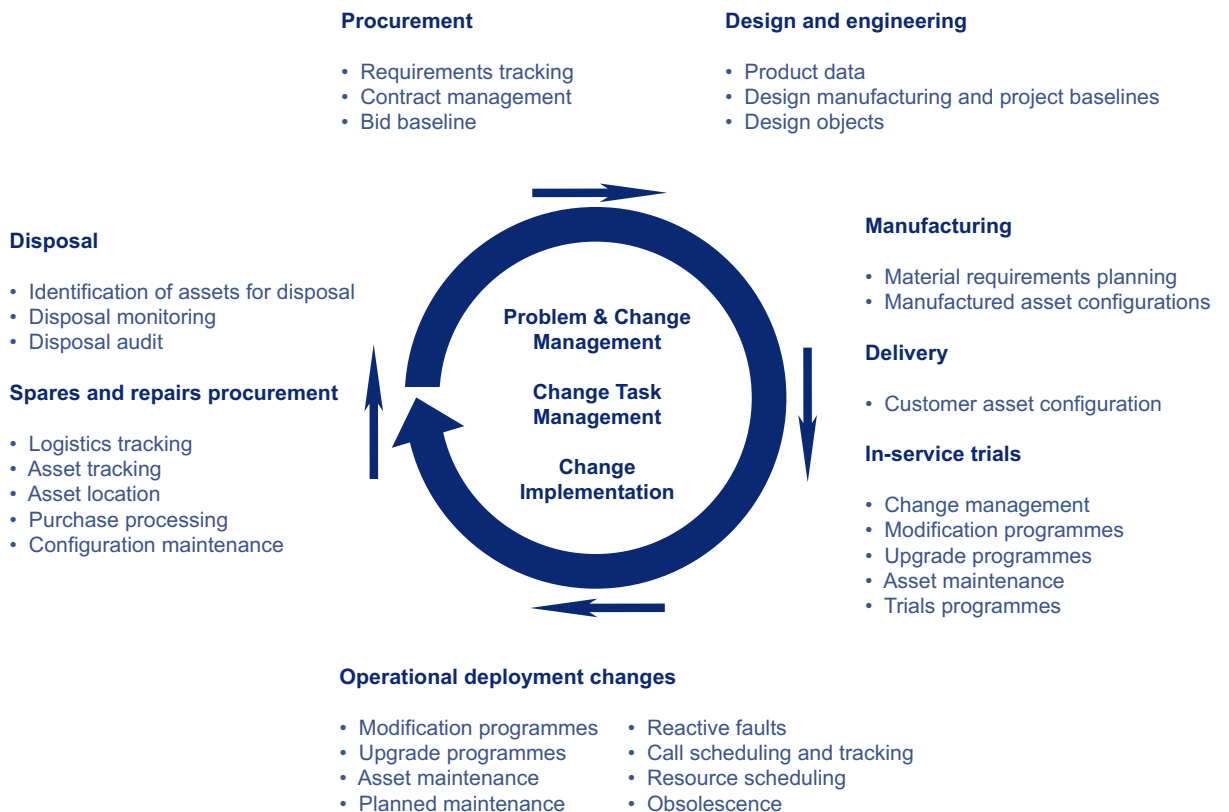 Procurement
• Requirements tracking
• Contract management
• Bid baseline
Design and engineering
• Product data
• Design manufacturing and project baselines
• Design objects
Manufacturing
• Material requirements planning
• Manufactured asset configurations
Delivery
• Customer asset configuration
In-service trials
• Change management
• Modification programmes
• Upgrade programmes
• Asset maintenance
• Trials programmes
Operational deployment changes
• Modification programmes
• Upgrade programmes
• Asset maintenance
• Planned maintenance
• Reactive faults
• Call scheduling and tracking
• Resource scheduling
• Obsolescence
Disposal
• Identification of assets for disposal
• Disposal monitoring
• Disposal audit
Spares and repairs procurement
• Logistics tracking
• Asset tracking
• Asset location
• Purchase processing
• Configuration maintenance
Problem & Change
Management
Change Task
Management
Change
Implementation